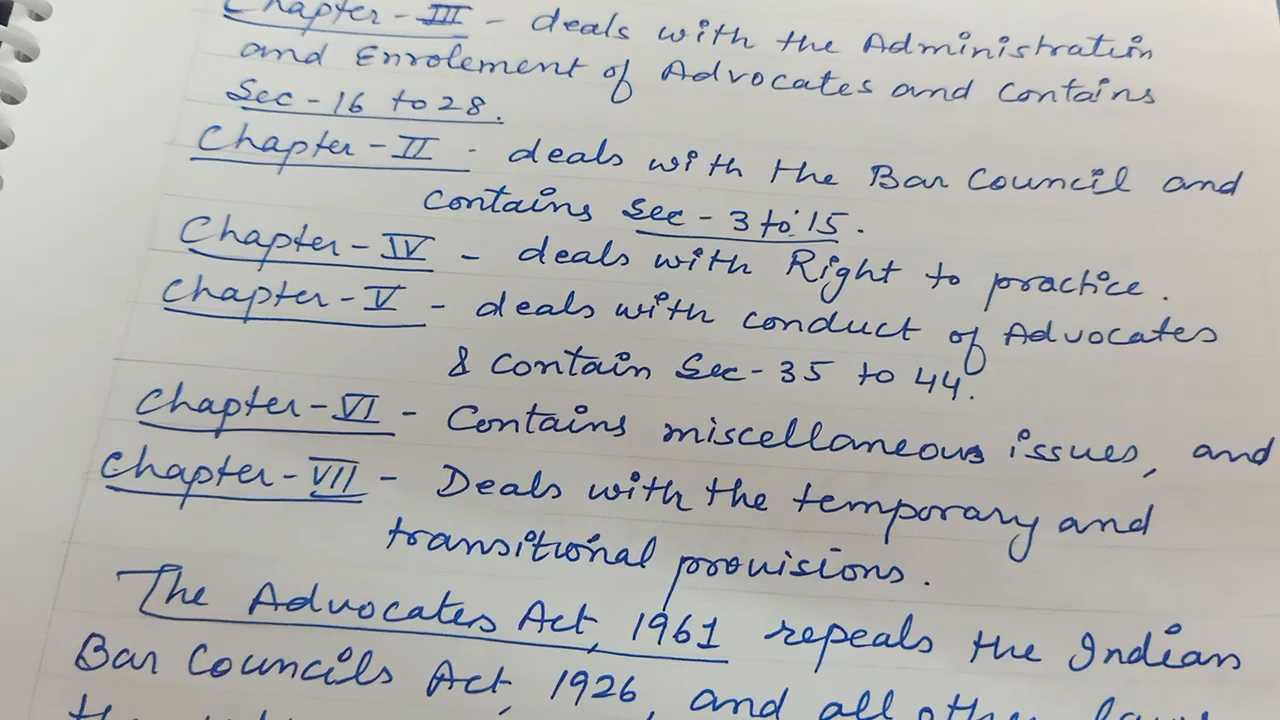 Chapter-III - deals with the Administration
and Enrolement of Advocates and contains
Sec-16 to 28.
Chapter-II - deals with the Bar Council and
contains Sec-3 to 15.
Chapter-IV - deals with Right to practice.
Chapter-V - deals with conduct of Advocates
& contain Sec-35 to 44.
Chapter-VI - Contains miscellaneous issues, and
Chapter-VII - Deals with the temporary and
transitional provisions.
The Advocates Act, 1961 repeals the Indian
Bar Councils Act, 1926, and all other laws